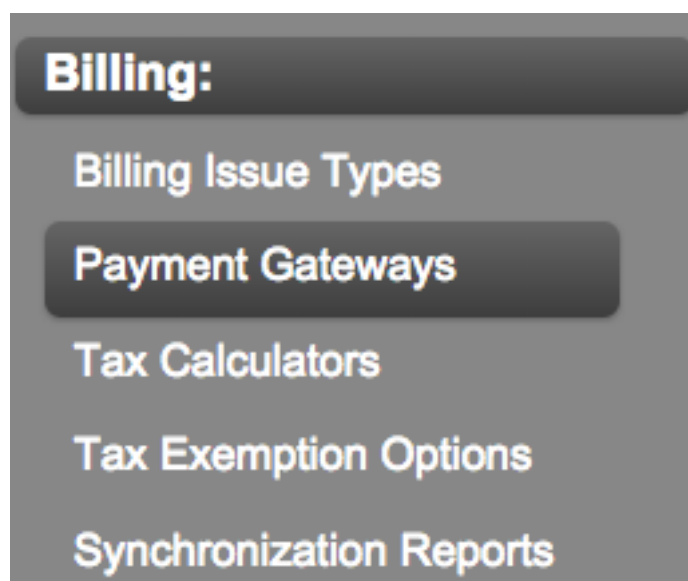 Billing:
Billing Issue Types
Payment Gateways
Tax Calculators
Tax Exemption Options
Synchronization Reports